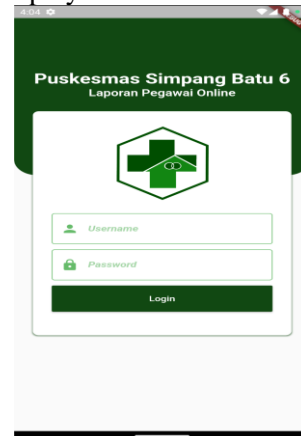 4:04
Puskesmas Simpang Batu 6
Laporan Pegawai Online
Username
Password
Login